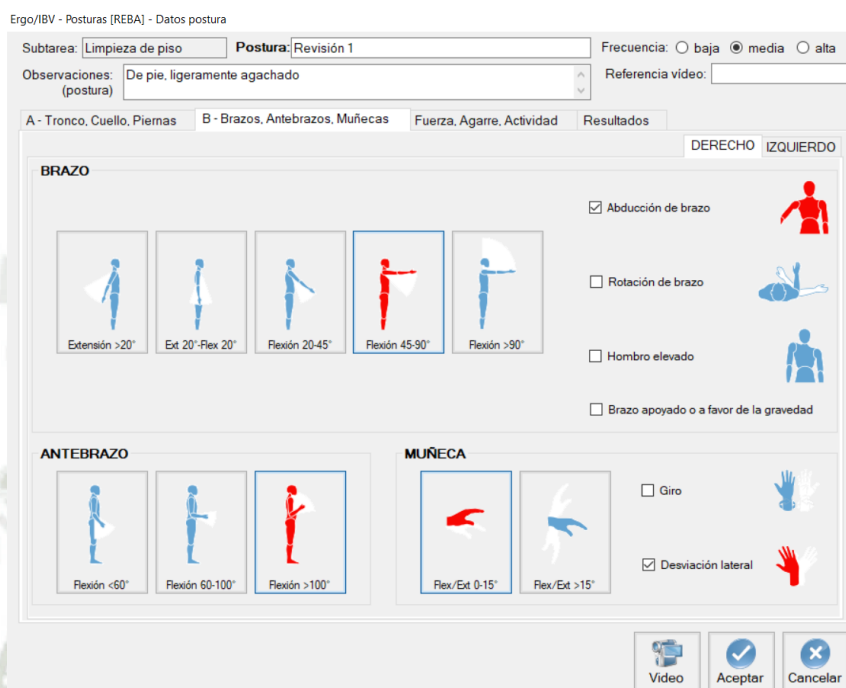 Ergo/IBV - Posturas [REBA] - Datos postura
Subtarea: Limpieza de piso Postura: Revisión 1 Frecuencia: baja media alta
Observaciones: (postura) De pie, ligeramente agachado Referencia vídeo:
A - Tronco, Cuello, Piernas B - Brazos, Antebrazos, Muñecas Fuerza, Agarre, Actividad Resultados
DERECHO IZQUIERDO
BRAZO
Abducción de brazo
Rotación de brazo
Extensión >20° Ext 20°-Flex 20° Flexión 20-45° Flexión 45-90° Flexión >90°
Hombro elevado
Brazo apoyado o a favor de la gravedad
ANTEBRAZO MUÑECA
Giro
Desviación lateral
Flexión <60° Flexión 60-100° Flexión >100° Flex/Ext 0-15° Flex/Ext >15°
Video Aceptar Cancelar